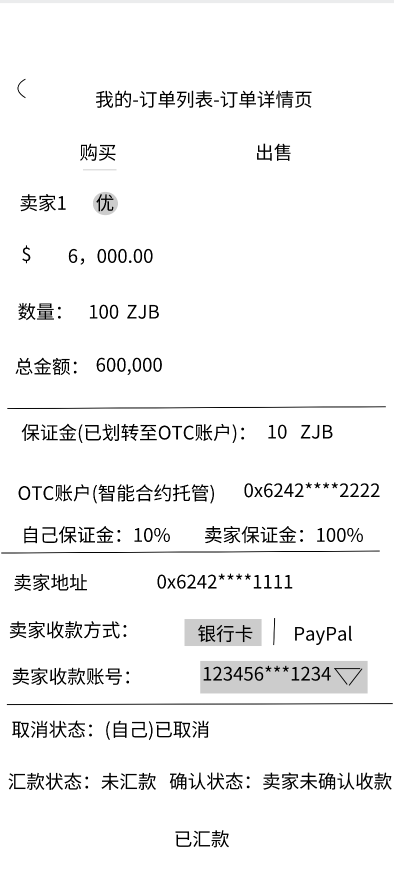 我的-订单列表-订单详情页
购买 出售
卖家1 优
$ 6，000.00
数量： 100 ZJB
总金额： 600,000
保证金(已划转至OTC账户)： 10 ZJB
OTC账户(智能合约托管) 0x6242****2222
自己保证金：10% 卖家保证金：100%
卖家地址 0x6242****1111
卖家收款方式： 银行卡 PayPal
卖家收款账号： 123456***1234
取消状态：(自己)已取消
汇款状态：未汇款 确认状态：卖家未确认收款
已汇款